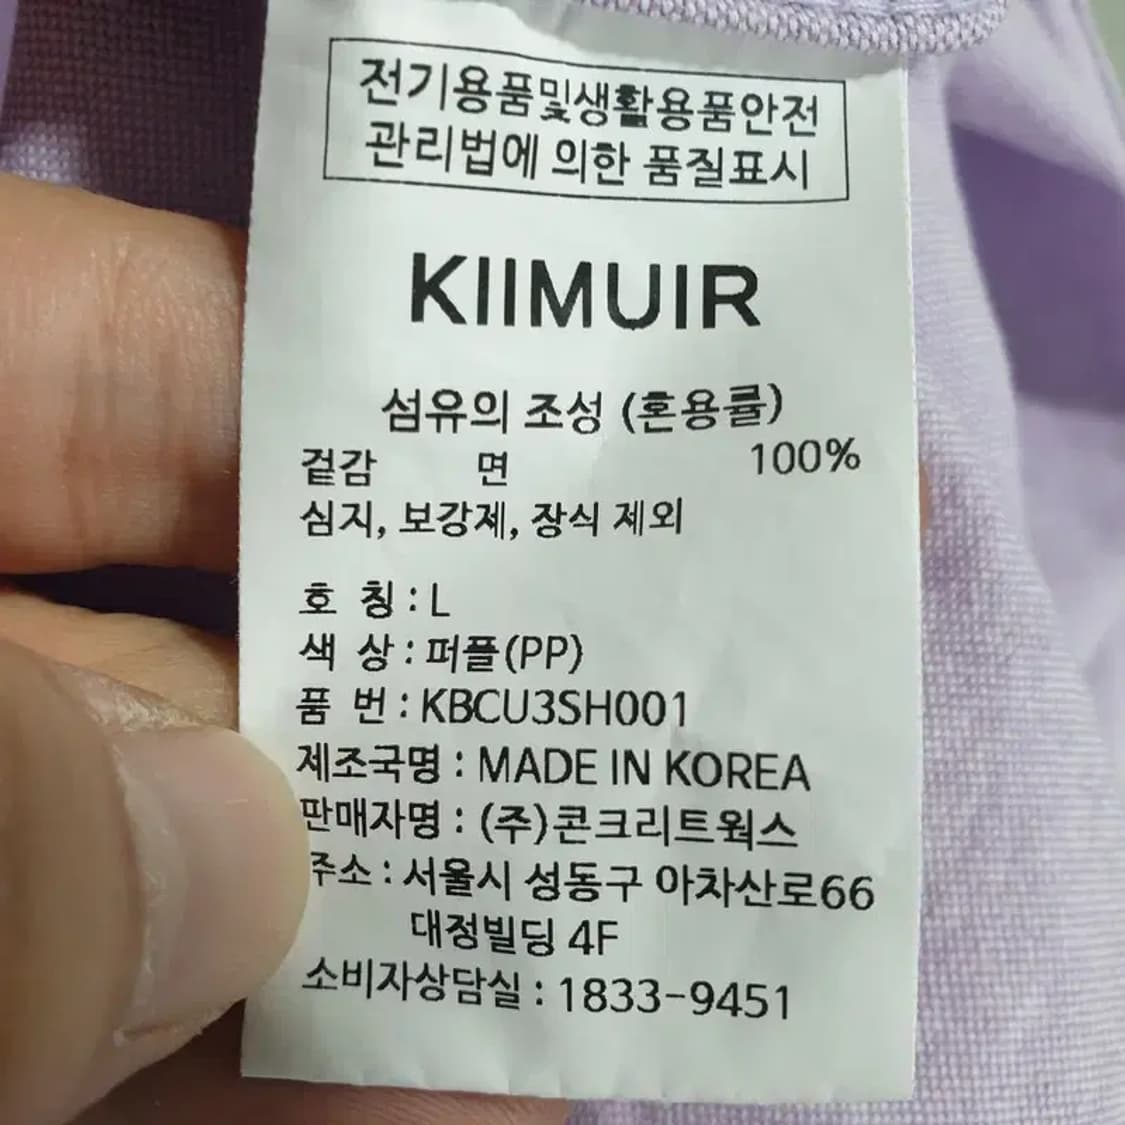 전기용품및생활용품안전
관리법에 의한 품질표시
KIIMUIR
섬유의 조성 (혼용률)
겉감 면 100%
심지, 보강제, 장식 제외
호 칭 : L
색 상 : 퍼플(PP)
품 번 : KBCU3SH001
제조국명 : MADE IN KOREA
판매자명 : (주)콘크리트웍스
주소 : 서울시 성동구 아차산로66
대정빌딩 4F
소비자상담실 : 1833-9451